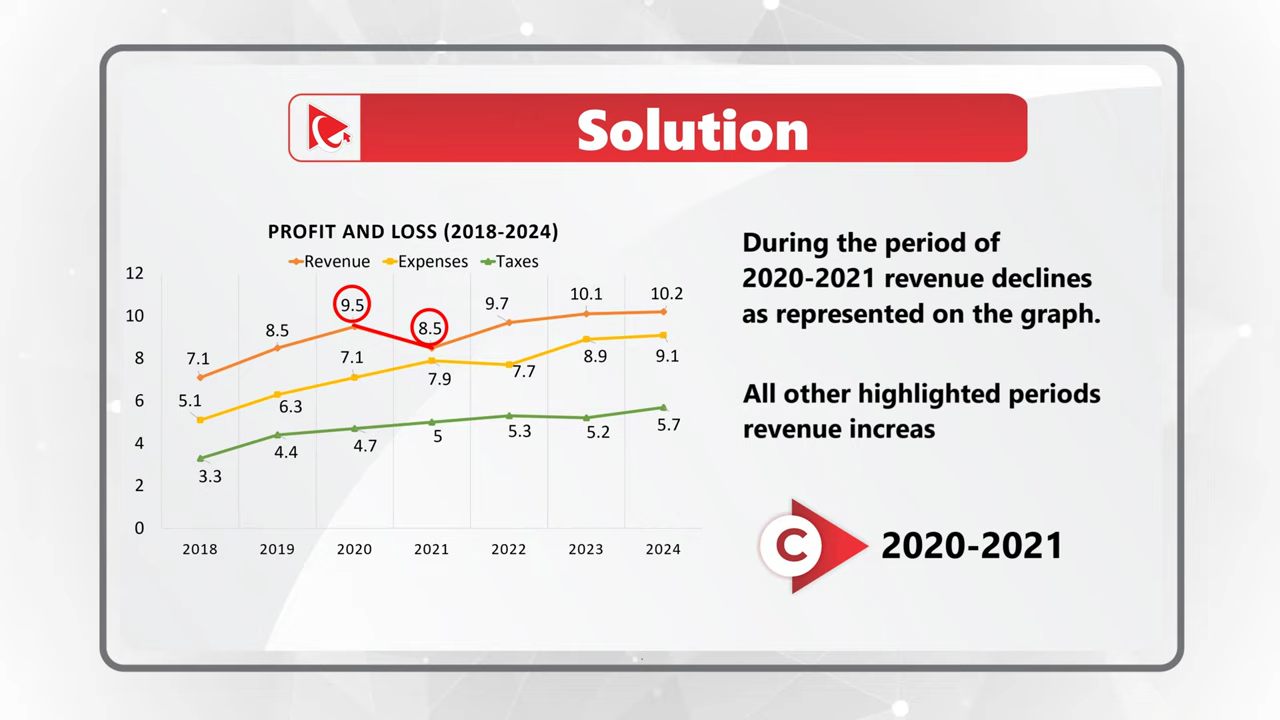 Solution
PROFIT AND LOSS (2018-2024)
Revenue Expenses Taxes
12
10
8
6
4
2
0
7.1 8.5 9.5 8.5 9.7 10.1 10.2
5.1 6.3 7.1 7.9 7.7 8.9 9.1
3.3 4.4 4.7 5 5.3 5.2 5.7
2018 2019 2020 2021 2022 2023 2024
During the period of
2020-2021 revenue declines
as represented on the graph.
All other highlighted periods
revenue increas
C 2020-2021